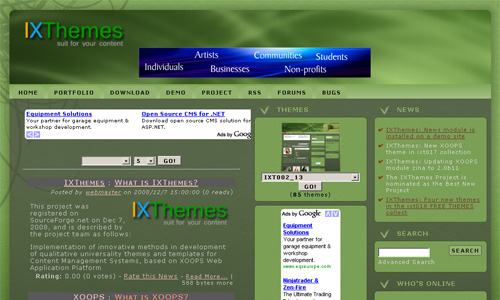 IXThemes
suit for your content
Individuals
Artists
Businesses
Communities
Non-profits
Students
HOME PORTFOLIO DOWNLOAD DEMO PROJECT RSS FORUMS BUGS
Equipment Solutions
Your partner for garage equipment & workshop development.
Open Source CMS for .NET
Download open source CMS solution for ASP.NET.
Ads by Goo
5 GO!
IXThemes : What is IXThemes?
Posted by webmaster on 2008/12/7 15:00:00 (0 reads)
This project was
registered on
SourceForge.net on Dec 7,
2008, and is described by
the project team as follows:
IXThemes
suit for your content
Implementation of innovative methods in development
of qualitative universality themes and templates for
Content Management Systems, based on XOOPS Web
Application Platform
Rating: 0.00 (0 votes) - Rate this News - Read More... |
588 bytes more
XOOPS : What is XOOPS?
THEMES
IXT002_13
GO!
(85 themes)
Ads by Google
Equipment
Solutions
Your partner for
garage equipment
& workshop
development.
Ninjatrader &
Zen-Fire
The Ultimate Trading
NEWS
IXThemes: News module is
installed on a demo site
IXThemes: New XOOPS
theme in ixt017 collection
IXThemes: Updating XOOPS
module zina to 2.0b11
The IXThemes Project is
nominated as the Best New
Project
IXThemes: Four new themes
in the ixt016 FREE THEMES
collect
SEARCH
SEARCH
Advanced Search
WHO'S ONLINE